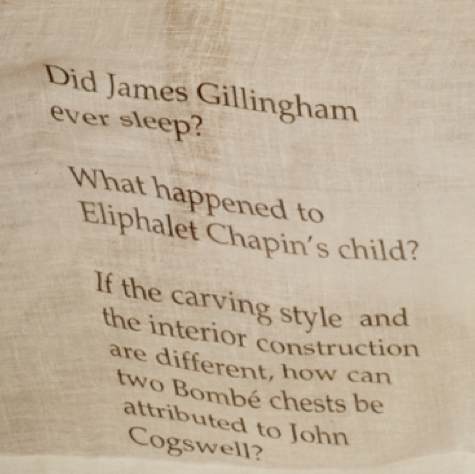 Did James Gillingham
ever sleep?
What happened to
Eliphalet Chapin's child?
If the carving style and
the interior construction
are different, how can
two Bombé chests be
attributed to John
Cogswell?